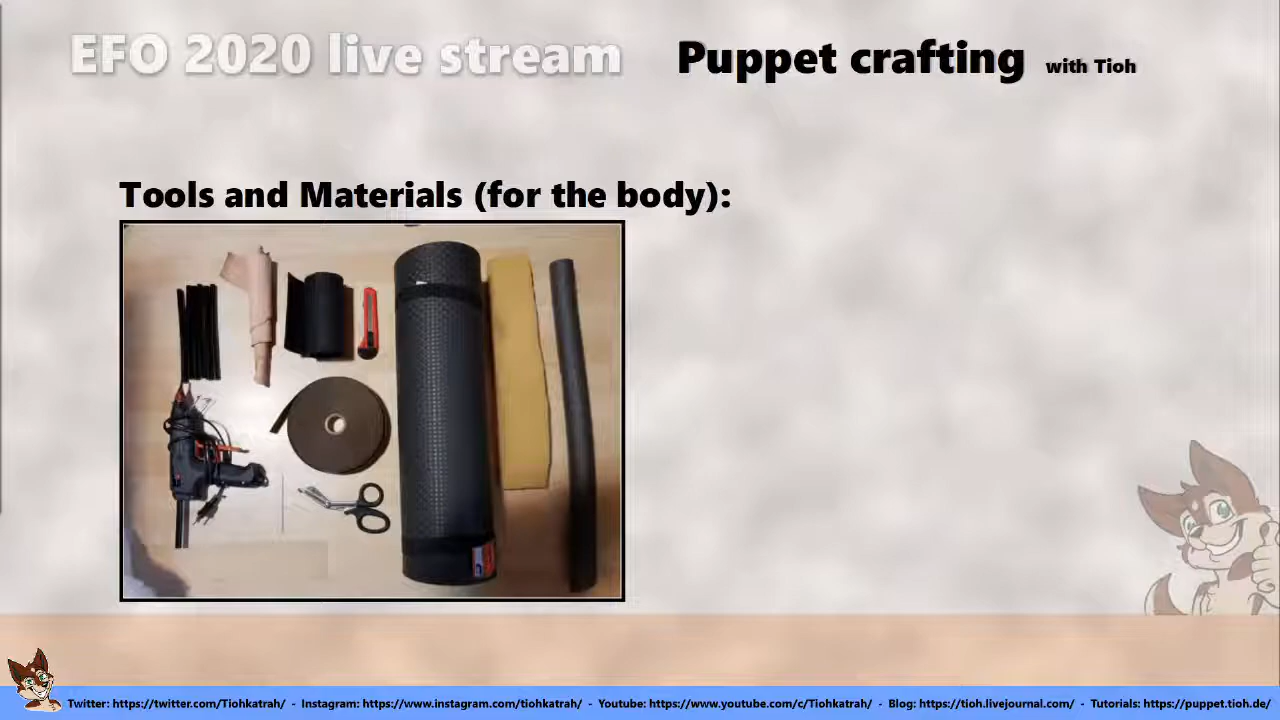 EFO 2020 live stream Puppet crafting with Tioh
Tools and Materials (for the body):
Twitter: https://twitter.com/Tiohkatrah/ - Instagram: https://www.instagram.com/tiohkatrah/ - Youtube: https://www.youtube.com/c/Tiohkatrah/ - Blog: https://tioh.livejournal.com/ - Tutorials: https://puppet.tioh.de/